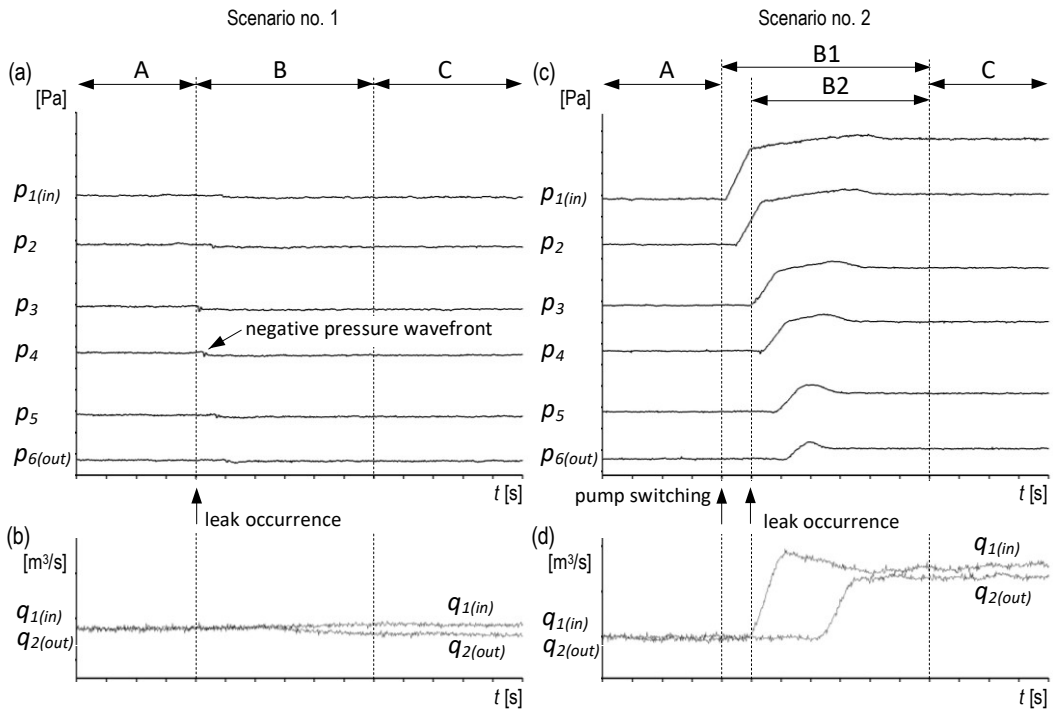 Scenario no. 1
Scenario no. 2
(a)
A
B
C
[Pa]
p1(in)
p2
p3
negative pressure wavefront
p4
p5
p6(out)
t [s]
leak occurrence
(b)
[m³/s]
q1(in)
q2(out)
q1(in)
q2(out)
t [s]
(c)
A
B1
B2
C
[Pa]
p1(in)
p2
p3
p4
p5
p6(out)
t [s]
pump switching
leak occurrence
(d)
[m³/s]
q1(in)
q2(out)
q1(in)
q2(out)
t [s]